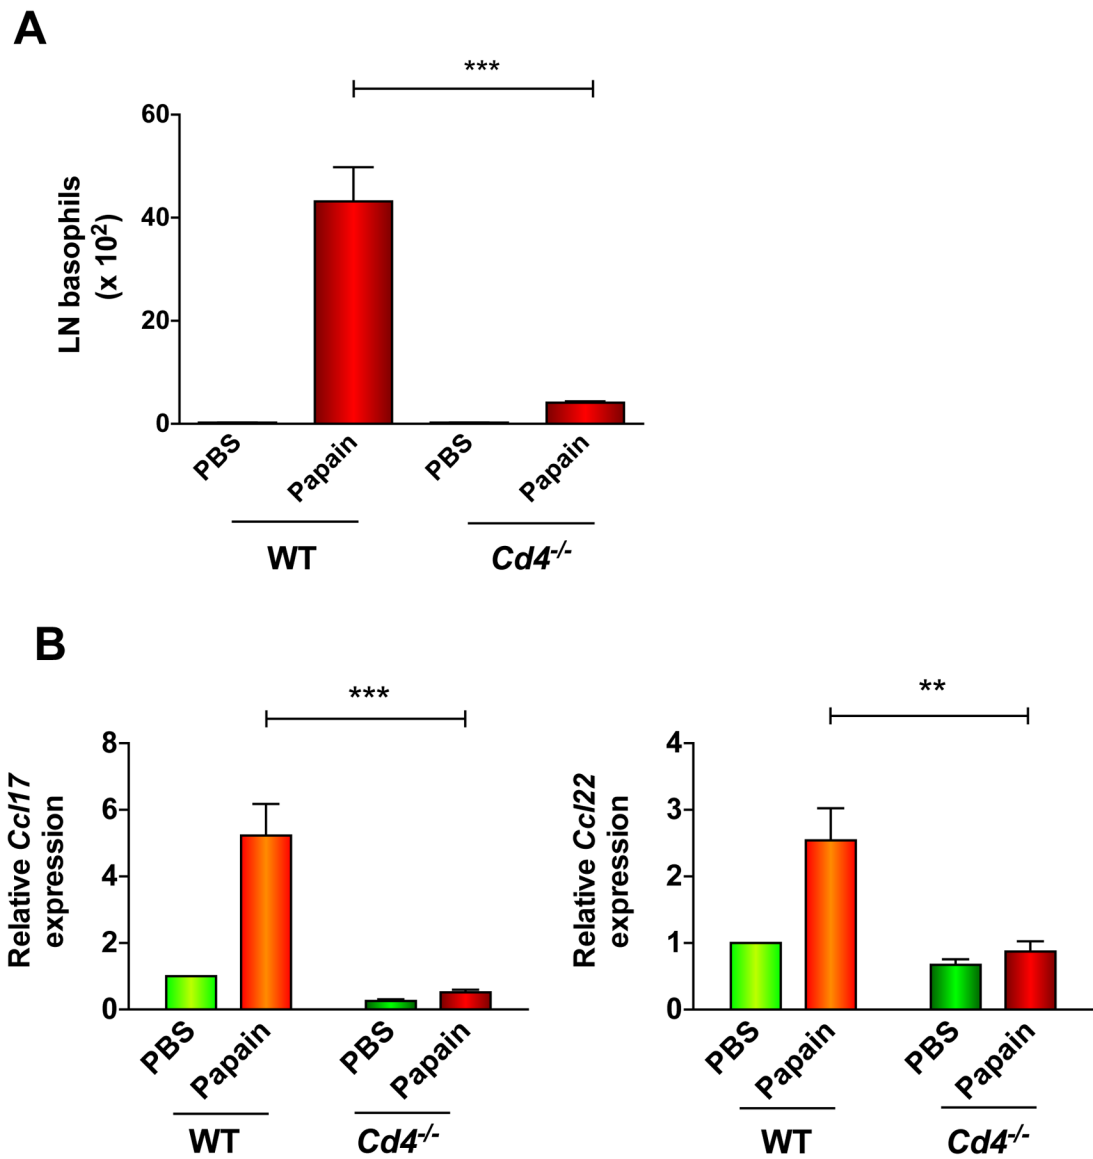 A
***
60
40
20
0
LN basophils
(x 10²)
PBS
Papain
PBS
Papain
WT
Cd4-/-
B
***
8
6
4
2
0
Relative Ccl17
expression
PBS
Papain
PBS
Papain
WT
Cd4-/-
**
4
3
2
1
0
Relative Ccl22
expression
PBS
Papain
PBS
Papain
WT
Cd4-/-